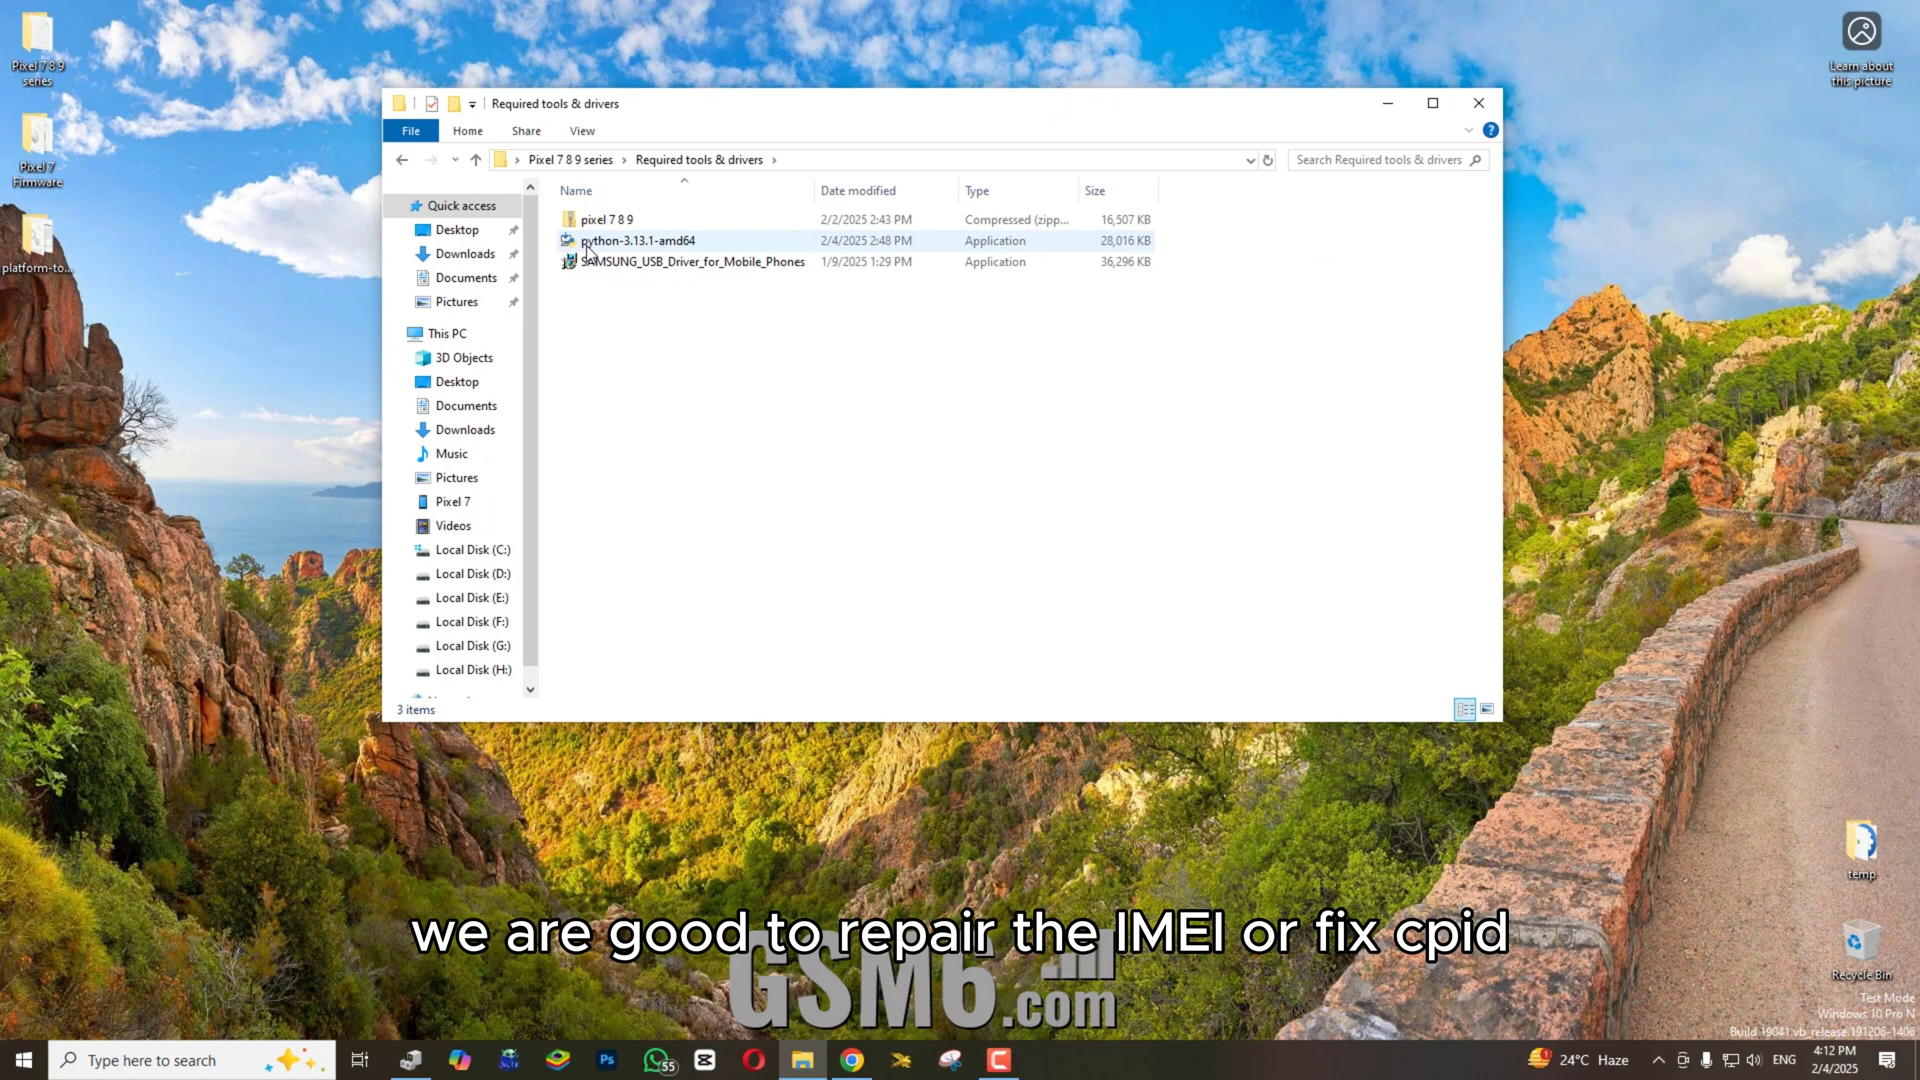 Pixel 7 8 9
series
Pixel 7
Firmware
platform-to...
Learn about
this picture
Required tools & drivers
File
Home
Share
View
Pixel 7 8 9 series
Required tools & drivers
Search Required tools & drivers
Name
Date modified
Type
Size
pixel 7 8 9
2/2/2025 2:43 PM
Compressed (zipp...
16,507 KB
python-3.13.1-amd64
2/4/2025 2:48 PM
Application
28,016 KB
SAMSUNG_USB_Driver_for_Mobile_Phones
1/9/2025 1:29 PM
Application
36,296 KB
Quick access
Desktop
Downloads
Documents
Pictures
This PC
3D Objects
Desktop
Documents
Downloads
Music
Pictures
Pixel 7
Videos
Local Disk (C:)
Local Disk (D:)
Local Disk (E:)
Local Disk (F:)
Local Disk (G:)
Local Disk (H:)
3 items
temp
we are good to repair the IMEI or fix cpid
GSM6
.com
Recycle Bin
Test Mode
Windows 10 Pro N
Build 19041.vb_release.191206-1406
Type here to search
Ps
55
1
24°C Haze
ENG
4:12 PM
2/4/2025